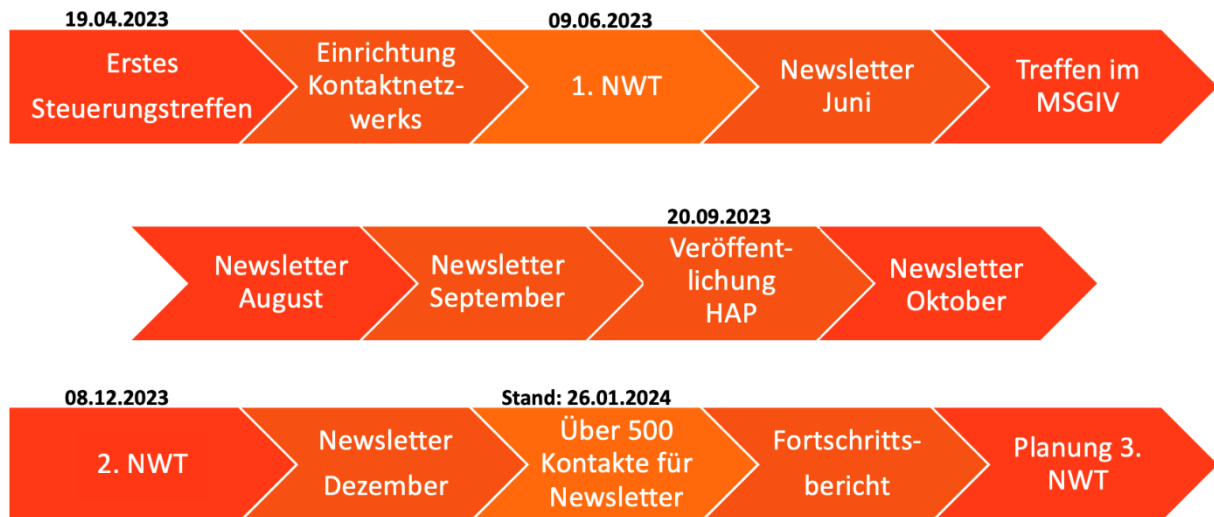 19.04.2023
Erstes
Steuerungstreffen
Einrichtung
Kontaktnetz-
werks
09.06.2023
1. NWT
Newsletter
Juni
Treffen im
MSGIV
Newsletter
August
Newsletter
September
20.09.2023
Veröffent-
lichung
HAP
Newsletter
Oktober
08.12.2023
2. NWT
Newsletter
Dezember
Stand: 26.01.2024
Über 500
Kontakte für
Newsletter
Fortschritts-
bericht
Planung 3.
NWT